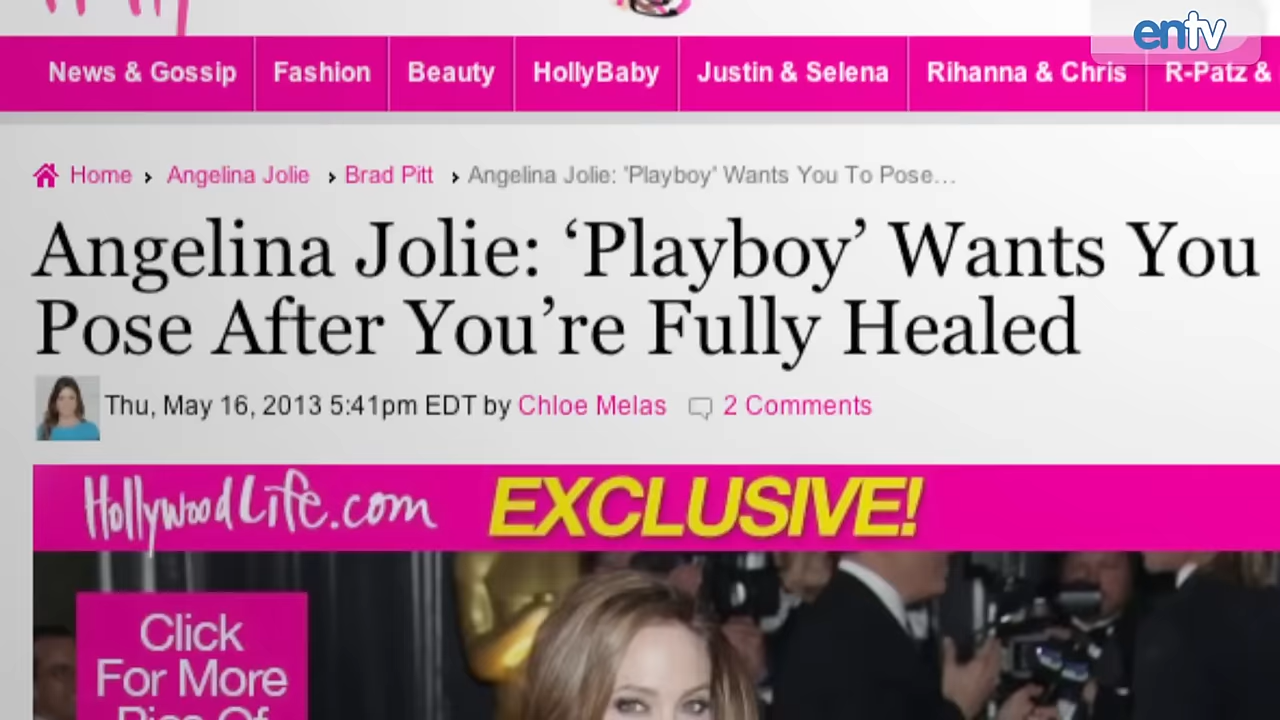 entv
News & Gossip Fashion Beauty HollyBaby Justin & Selena Rihanna & Chris R-Patz &
Home Angelina Jolie Brad Pitt Angelina Jolie: 'Playboy' Wants You To Pose...
Angelina Jolie: ‘Playboy’ Wants You
Pose After You’re Fully Healed
Thu, May 16, 2013 5:41pm EDT by Chloe Melas 2 Comments
HollywoodLife.com EXCLUSIVE!
Click
For More
Pics Of